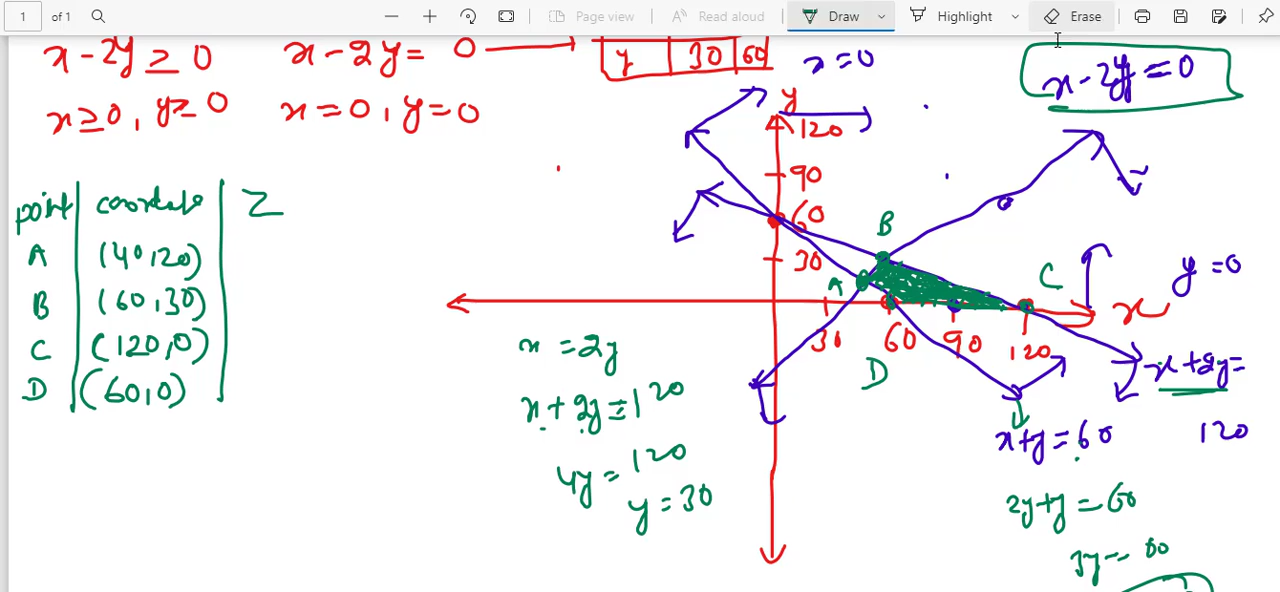 1 of 1 Page view Read aloud Draw Highlight Erase
x - 2y ≥ 0 x - 2y = 0 y 30 60
x ≥ 0, y ≥ 0 x = 0, y = 0
x = 0
x - 2y = 0
y
120
90
60
30
30 60 90 120
x
A
B
C
D
y = 0
x + 2y =
120
x + y = 60
2y + y = 60
3y = 60
point coordinate Z
A (40, 20)
B (60, 30)
C (120, 0)
D (60, 0)
x = 2y
x + 2y = 120
4y = 120
y = 30